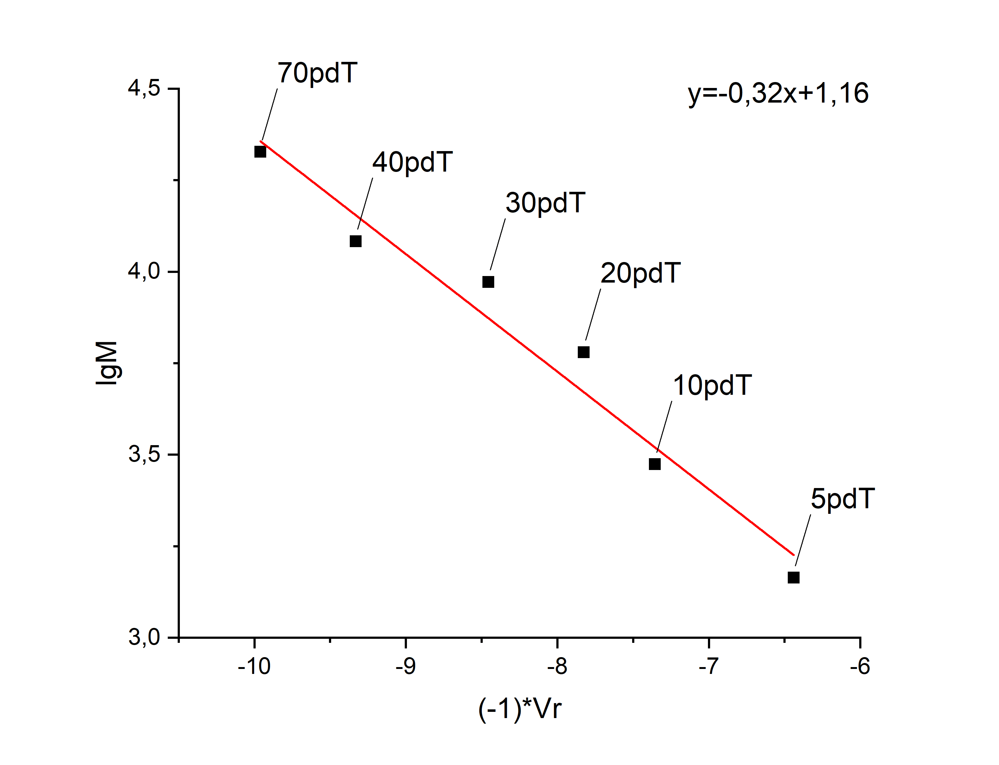 70pdT
y=-0,32x+1,16
4,5
40pdT
30pdT
4,0
20pdT
lgM
10pdT
3,5
5pdT
3,0
-10 -9 -8 -7 -6
(-1)*Vr